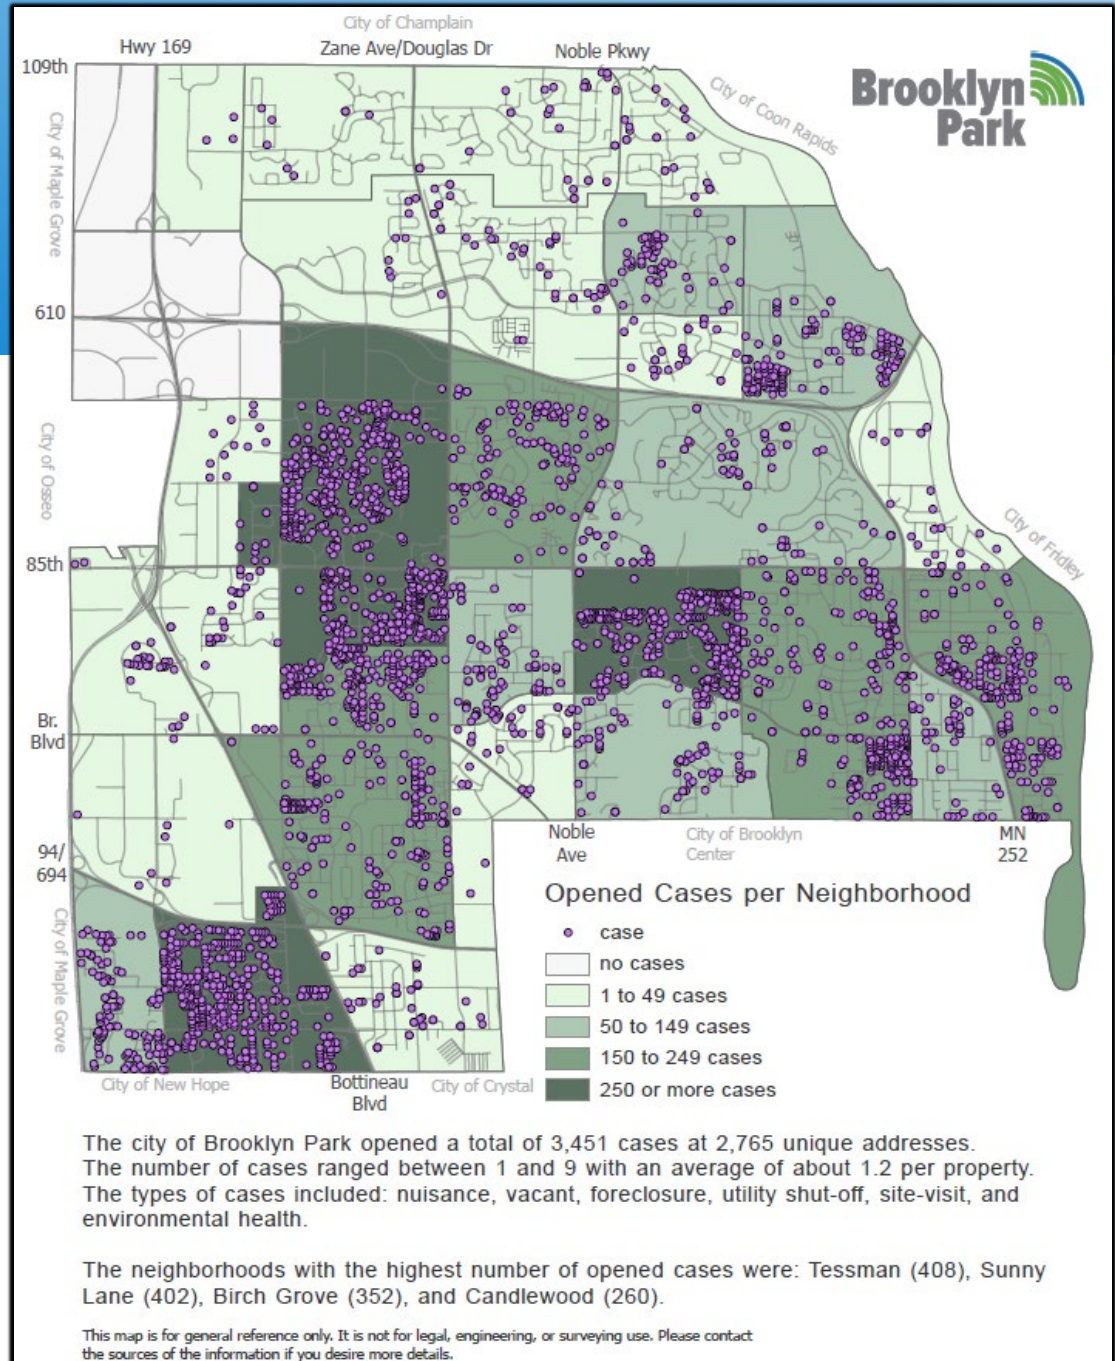 City of Champlain
Hwy 169
Zane Ave/Douglas Dr
Noble Pkwy
109th
City of Coon Rapids
Brooklyn
Park
City of Maple Grove
610
City of Osseo
City of Fridley
85th
Br.
Blvd
94/
694
Noble
Ave
City of Brooklyn
Center
MN
252
City of Maple Grove
Opened Cases per Neighborhood
case
no cases
1 to 49 cases
50 to 149 cases
150 to 249 cases
250 or more cases
City of New Hope
Bottineau
Blvd
City of Crystal
The city of Brooklyn Park opened a total of 3,451 cases at 2,765 unique addresses.
The number of cases ranged between 1 and 9 with an average of about 1.2 per property.
The types of cases included: nuisance, vacant, foreclosure, utility shut-off, site-visit, and
environmental health.
The neighborhoods with the highest number of opened cases were: Tessman (408), Sunny
Lane (402), Birch Grove (352), and Candlewood (260).
This map is for general reference only. It is not for legal, engineering, or surveying use. Please contact
the sources of the information if you desire more details.